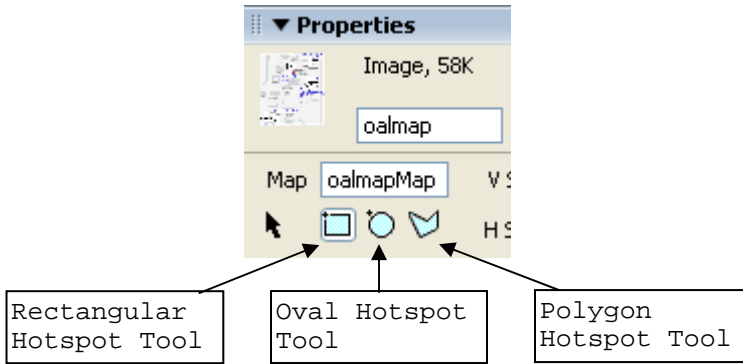 Properties
Image, 58K
oalmap
Map oalmapMap V S
H S
Rectangular
Hotspot Tool
Oval Hotspot
Tool
Polygon
Hotspot Tool